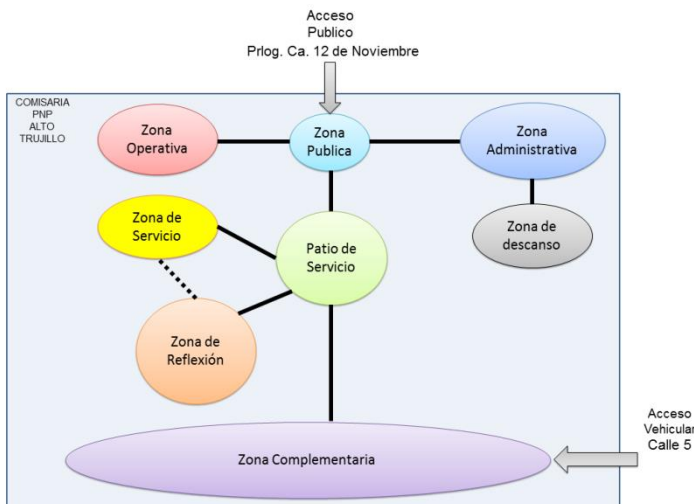 Acceso
Publico
Prlog. Ca. 12 de Noviembre
COMISARIA
PNP
ALTO
TRUJILLO
Zona
Operativa
Zona
Publica
Zona
Administrativa
Zona de
Servicio
Patio de
Servicio
Zona de
descanso
Zona de
Reflexión
Zona Complementaria
Acceso
Vehicular
Calle 5